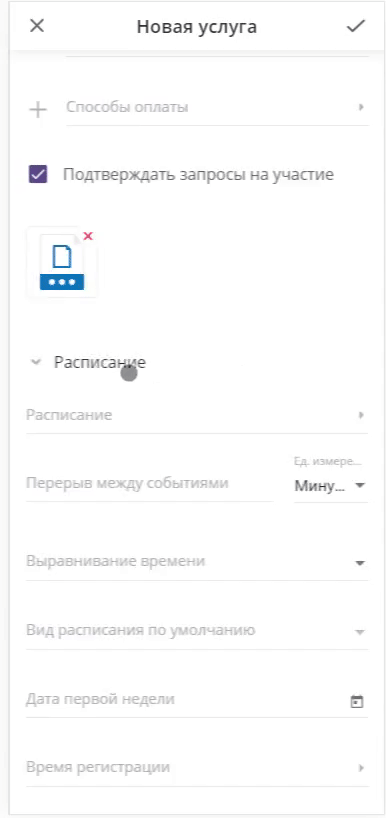 Новая услуга
Способы оплаты
Подтверждать запросы на участие
Расписание
Расписание
Ед. измере...
Перерыв между событиями
Мину...
Выравнивание времени
Вид расписания по умолчанию
Дата первой недели
Время регистрации